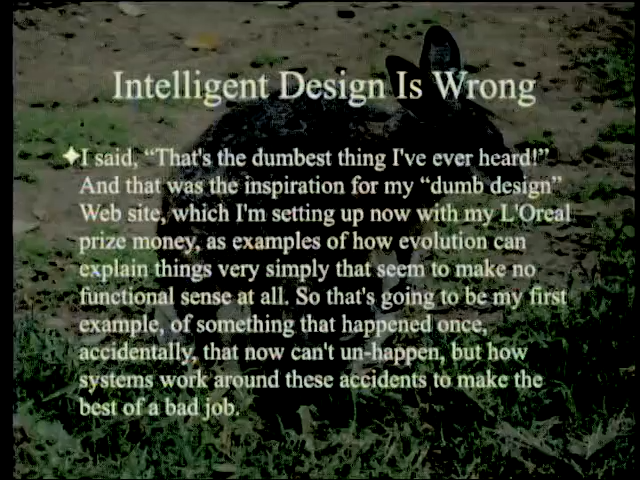 Intelligent Design Is Wrong
✦I said, “That's the dumbest thing I've ever heard!”
And that was the inspiration for my “dumb design”
Web site, which I'm setting up now with my L'Oreal
prize money, as examples of how evolution can
explain things very simply that seem to make no
functional sense at all. So that's going to be my first
example, of something that happened once,
accidentally, that now can't un-happen, but how
systems work around these accidents to make the
best of a bad job.